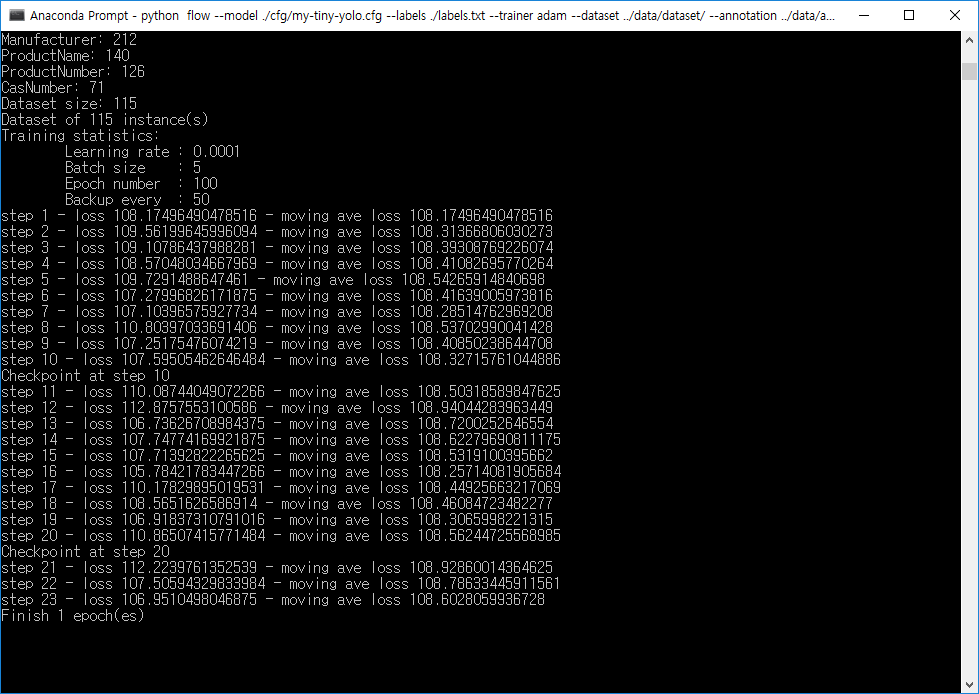 Anaconda Prompt - python  flow --model ./cfg/my-tiny-yolo.cfg --labels ./labels.txt --trainer adam --dataset ../data/dataset/ --annotation ../data/a...
Manufacturer: 212
ProductName: 140
ProductNumber: 126
CasNumber: 71
Dataset size: 115
Dataset of 115 instance(s)
Training statistics:
        Learning rate : 0.0001
        Batch size    : 5
        Epoch number  : 100
        Backup every  : 50
step 1 - loss 108.17496490478516 - moving ave loss 108.17496490478516
step 2 - loss 109.56199645996094 - moving ave loss 108.31366806030273
step 3 - loss 109.10786437988281 - moving ave loss 108.39308769226074
step 4 - loss 108.57048034667969 - moving ave loss 108.41082695770264
step 5 - loss 109.7291488647461 - moving ave loss 108.54265914840698
step 6 - loss 107.27996826171875 - moving ave loss 108.41639005973816
step 7 - loss 107.10396575927734 - moving ave loss 108.28514762969208
step 8 - loss 110.80397033691406 - moving ave loss 108.53702990041428
step 9 - loss 107.25175476074219 - moving ave loss 108.40850238644708
step 10 - loss 107.59505462646484 - moving ave loss 108.32715761044886
Checkpoint at step 10
step 11 - loss 110.08744049072266 - moving ave loss 108.50318589847625
step 12 - loss 112.8757553100586 - moving ave loss 108.94044283963449
step 13 - loss 106.73626708984375 - moving ave loss 108.7200252646554
step 14 - loss 107.74774169921875 - moving ave loss 108.62279690811175
step 15 - loss 107.71392822265625 - moving ave loss 108.5319100395662
step 16 - loss 105.78421783447266 - moving ave loss 108.25714081905684
step 17 - loss 110.17829895019531 - moving ave loss 108.44925663217069
step 18 - loss 108.5651626586914 - moving ave loss 108.46084723482277
step 19 - loss 106.91837310791016 - moving ave loss 108.3065998221315
step 20 - loss 110.86507415771484 - moving ave loss 108.56244725568985
Checkpoint at step 20
step 21 - loss 112.2239761352539 - moving ave loss 108.92860014364625
step 22 - loss 107.50594329833984 - moving ave loss 108.78633445911561
step 23 - loss 106.9510498046875 - moving ave loss 108.6028059936728
Finish 1 epoch(es)